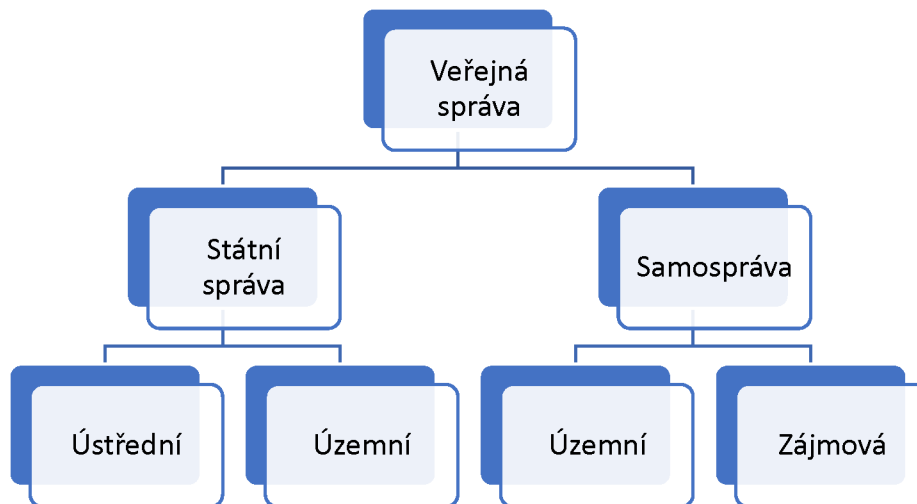 Veřejná
správa
Státní
správa
Samospráva
Ústřední
Územní
Územní
Zájmová